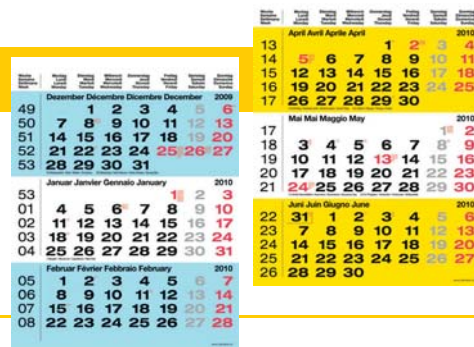 Dezember Décembre Dicembre December 2009
49 1 2 3 4 5 6
50 7 8 9 10 11 12 13
51 14 15 16 17 18 19 20
52 21 22 23 24 25 26 27
53 28 29 30 31
Januar Janvier Gennaio January 2010
53 1 2 3
01 4 5 6 7 8 9 10
02 11 12 13 14 15 16 17
03 18 19 20 21 22 23 24
04 25 26 27 28 29 30 31
Februar Février Febbraio February 2010
05 1 2 3 4 5 6 7
06 8 9 10 11 12 13 14
07 15 16 17 18 19 20 21
08 22 23 24 25 26 27 28
April Avril Aprile April 2010
13 1 2 3 4
14 5 6 7 8 9 10 11
15 12 13 14 15 16 17 18
16 19 20 21 22 23 24 25
17 26 27 28 29 30
Mai Mai Maggio May 2010
17 1 2
18 3 4 5 6 7 8 9
19 10 11 12 13 14 15 16
20 17 18 19 20 21 22 23
21 24 25 26 27 28 29 30
Juni Juin Giugno June 2010
22 31 1 2 3 4 5 6
23 7 8 9 10 11 12 13
24 14 15 16 17 18 19 20
25 21 22 23 24 25 26 27
26 28 29 30